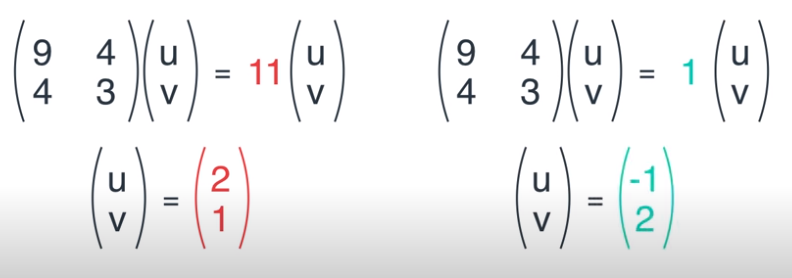 (9 4) (u) = 11 (u)
(4 3) (v) (v)
(u) = (2)
(v) (1)
(9 4) (u) = 1 (u)
(4 3) (v) (v)
(u) = (-1)
(v) (2)